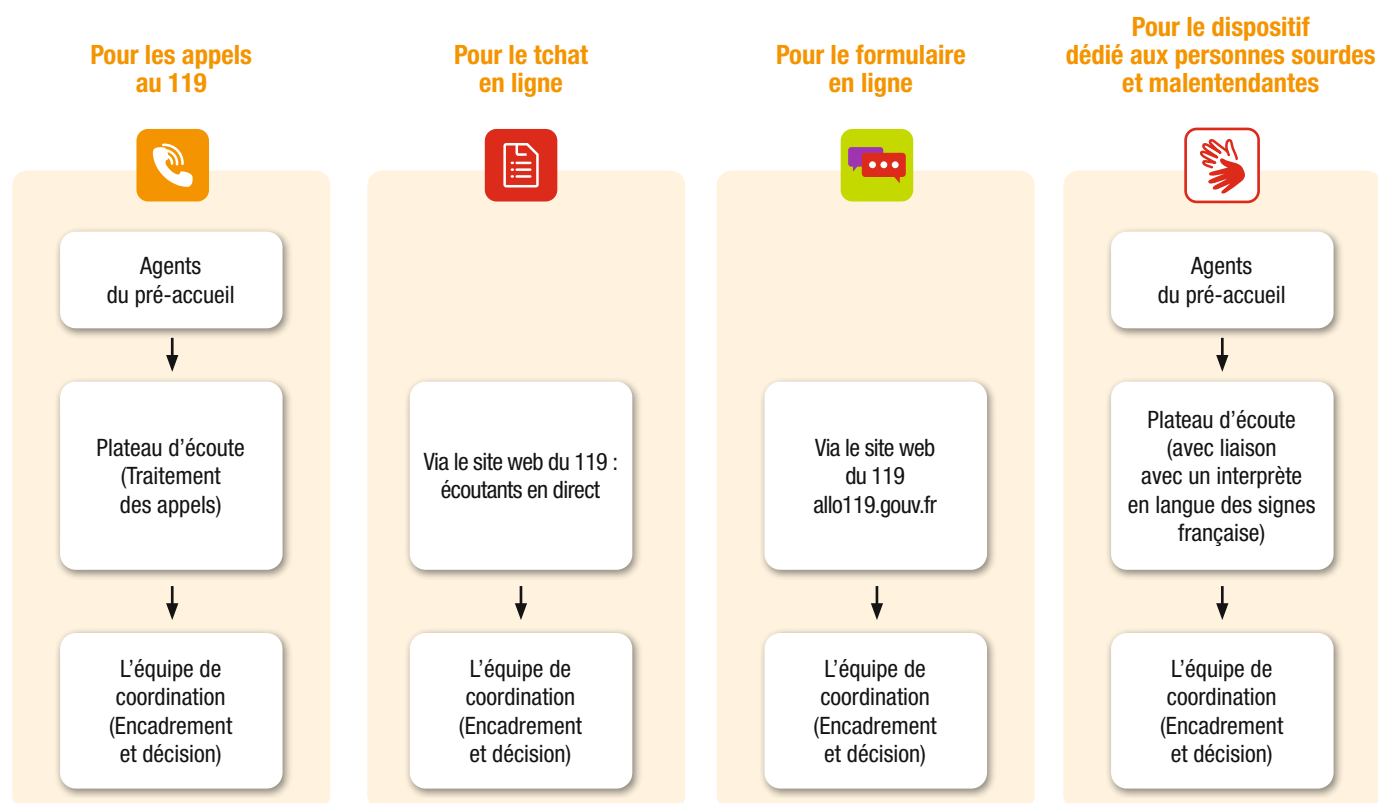 Pour les appels
au 119
Agents
du pré-accueil
Plateau d’écoute
(Traitement
des appels)
L’équipe de
coordination
(Encadrement
et décision)
Pour le tchat
en ligne
Via le site web du 119 :
écoutants en direct
L’équipe de
coordination
(Encadrement
et décision)
Pour le formulaire
en ligne
Via le site web
du 119
allo119.gouv.fr
L’équipe de
coordination
(Encadrement
et décision)
Pour le dispositif
dédié aux personnes sourdes
et malentendantes
Agents
du pré-accueil
Plateau d’écoute
(avec liaison
avec un interprète
en langue des signes
française)
L’équipe de
coordination
(Encadrement
et décision)